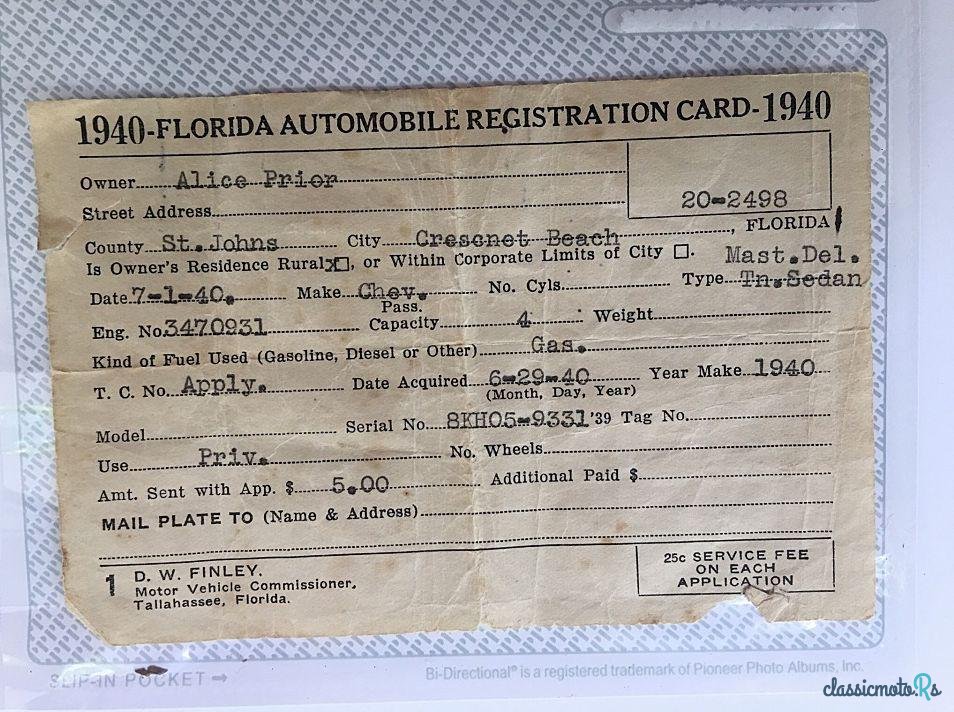 1940-FLORIDA AUTOMOBILE REGISTRATION CARD-1940
Owner Alice Prior
20-2498
Street Address
FLORIDA
County St. Johns City Crescnet Beach
Is Owner's Residence Rural x☐, or Within Corporate Limits of City ☐. Mast.Del.
Date 7-1-40. Make Chev. No. Cyls. Type Tn.Sedan
Eng. No. 3470931 Pass. Capacity 4 Weight
Kind of Fuel Used (Gasoline, Diesel or Other) Gas.
T. C. No. Apply. Date Acquired 6-29-40 Year Make 1940
(Month, Day, Year)
Model Serial No. 8KH05-9331 '39 Tag No.
Use Priv. No. Wheels
Amt. Sent with App. $ 5.00 Additional Paid $
MAIL PLATE TO (Name & Address)
1 D. W. FINLEY.
Motor Vehicle Commissioner,
Tallahassee, Florida.
25c SERVICE FEE
ON EACH
APPLICATION
SLIP-IN POCKET →
Bi-Directional® is a registered trademark of Pioneer Photo Albums, Inc.
classicmoto.Rs